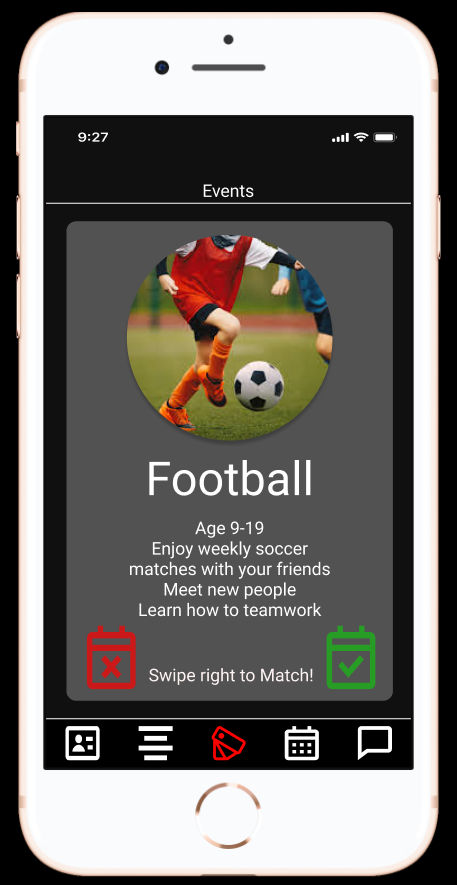 9:27
Events
Football
Age 9-19
Enjoy weekly soccer
matches with your friends
Meet new people
Learn how to teamwork
Swipe right to Match!